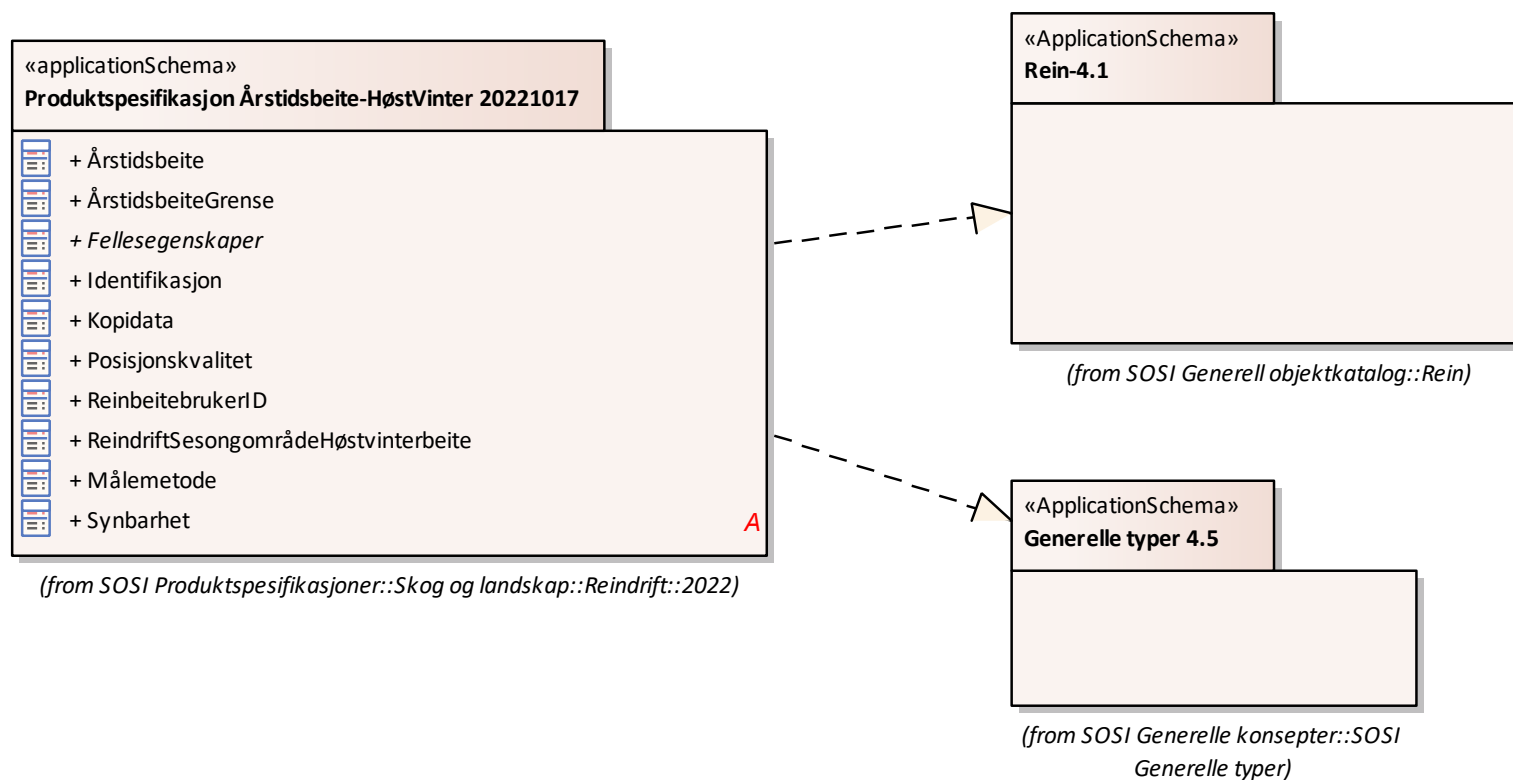 «applicationSchema»
Produktspesifikasjon Årstidsbeite-HøstVinter 20221017
+ Årstidsbeite
+ ÅrstidsbeiteGrense
+ Fellesegenskaper
+ Identifikasjon
+ Kopidata
+ Posisjonskvalitet
+ ReinbeitebrukerID
+ ReindriftSesongområdeHøstvinterbeite
+ Målemetode
+ Synbarhet
A
(from SOSI Produktspesifikasjoner::Skog og landskap::Reindrift::2022)
«ApplicationSchema»
Rein-4.1
(from SOSI Generell objektkatalog::Rein)
«ApplicationSchema»
Generelle typer 4.5
(from SOSI Generelle konsepter::SOSI
Generelle typer)